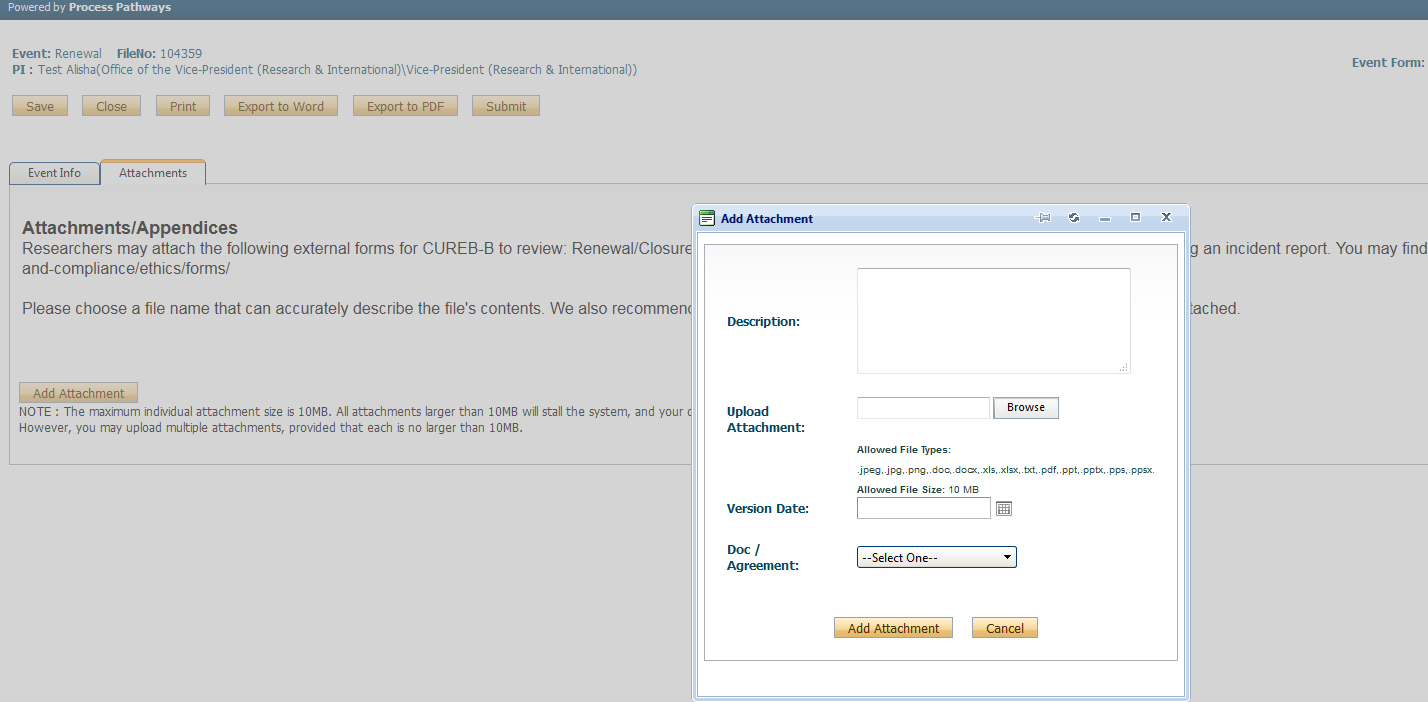 Powered by Process Pathways
Event: Renewal FileNo: 104359
PI : Test Alisha(Office of the Vice-President (Research & International)\Vice-President (Research & International))
Event Form:
Save Close Print Export to Word Export to PDF Submit
Event Info Attachments
Attachments/Appendices
Researchers may attach the following external forms for CUREB-B to review: Renewal/Closure
g an incident report. You may find
and-compliance/ethics/forms/
Please choose a file name that can accurately describe the file's contents. We also recommend
tached.
Add Attachment
NOTE : The maximum individual attachment size is 10MB. All attachments larger than 10MB will stall the system, and your
However, you may upload multiple attachments, provided that each is no larger than 10MB.
Add Attachment
Description:
Upload
Attachment:
Browse
Allowed File Types:
.jpeg,.jpg,.png,.doc,.docx,.xls,.xlsx,.txt,.pdf,.ppt,.pptx,.pps,.ppsx.
Allowed File Size: 10 MB
Version Date:
Doc /
Agreement:
--Select One--
Add Attachment Cancel